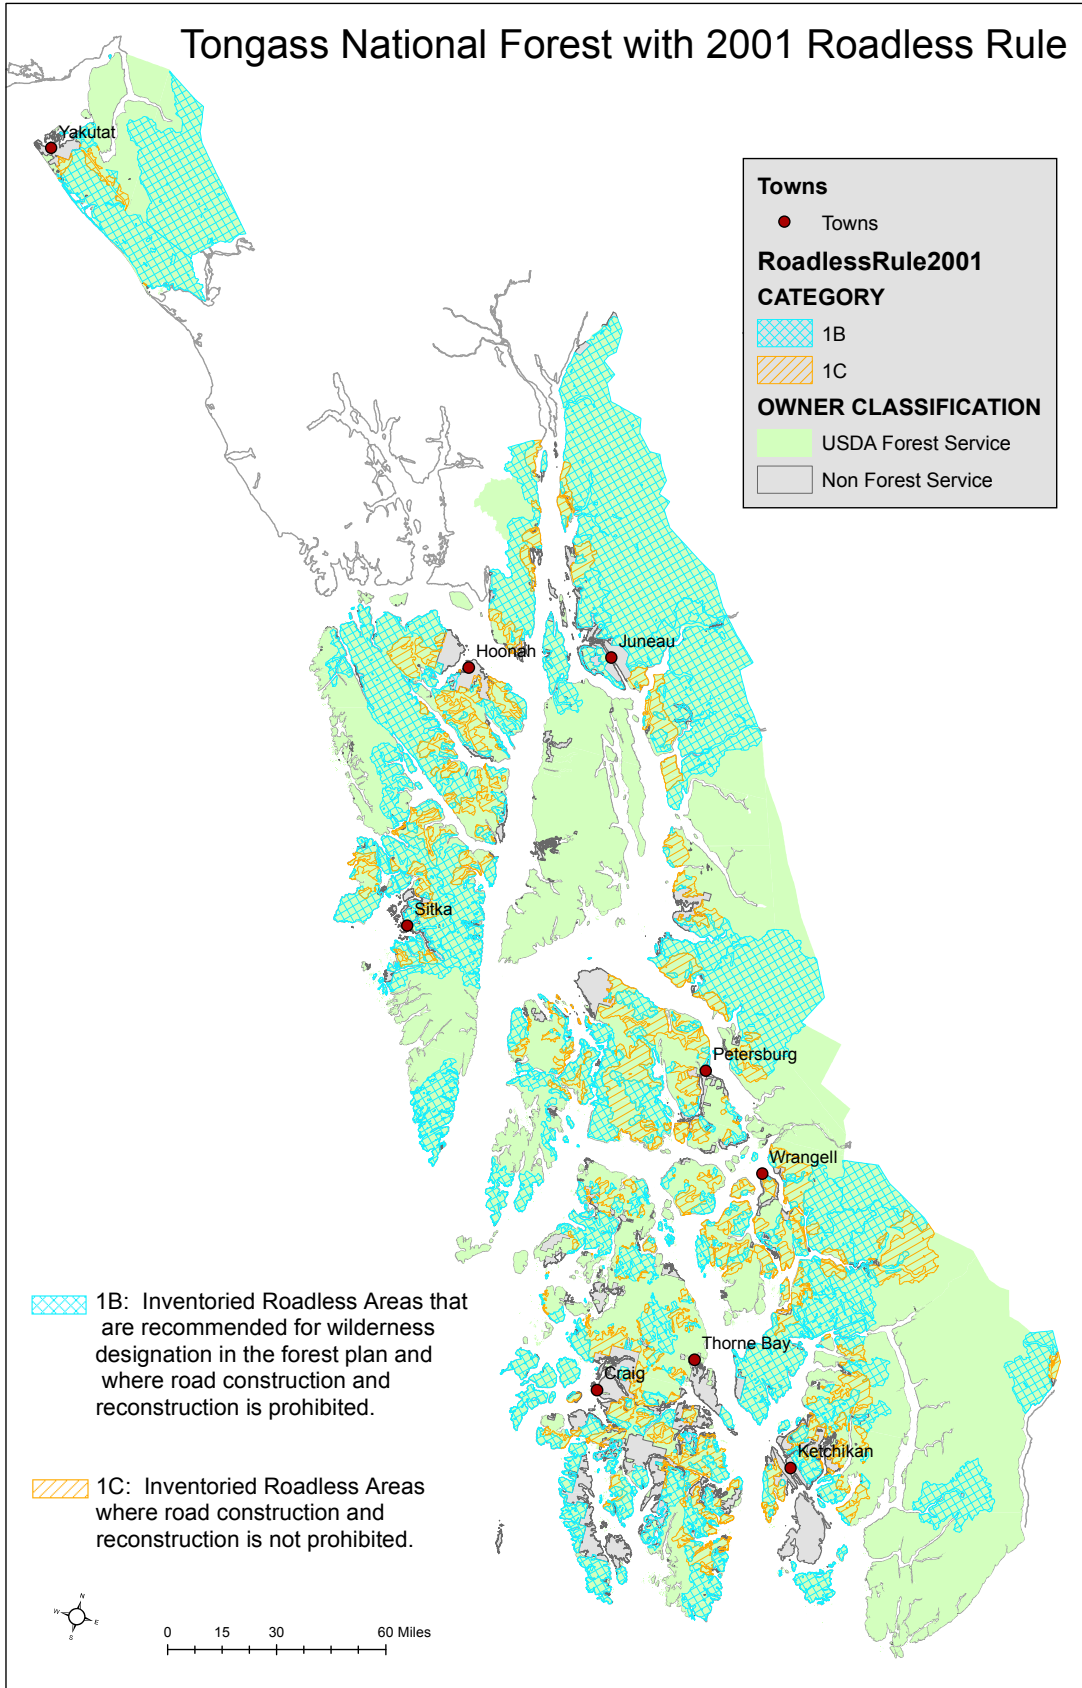 Tongass National Forest with 2001 Roadless Rule
Yakutat
Towns
Towns
RoadlessRule2001
CATEGORY
1B
1C
OWNER CLASSIFICATION
USDA Forest Service
Non Forest Service
Hoonah
Juneau
Sitka
Petersburg
Wrangell
Thorne Bay
Craig
Ketchikan
1B: Inventoried Roadless Areas that
are recommended for wilderness
designation in the forest plan and
where road construction and
reconstruction is prohibited.
1C: Inventoried Roadless Areas
where road construction and
reconstruction is not prohibited.
N
W
E
S
0 15 30 60 Miles